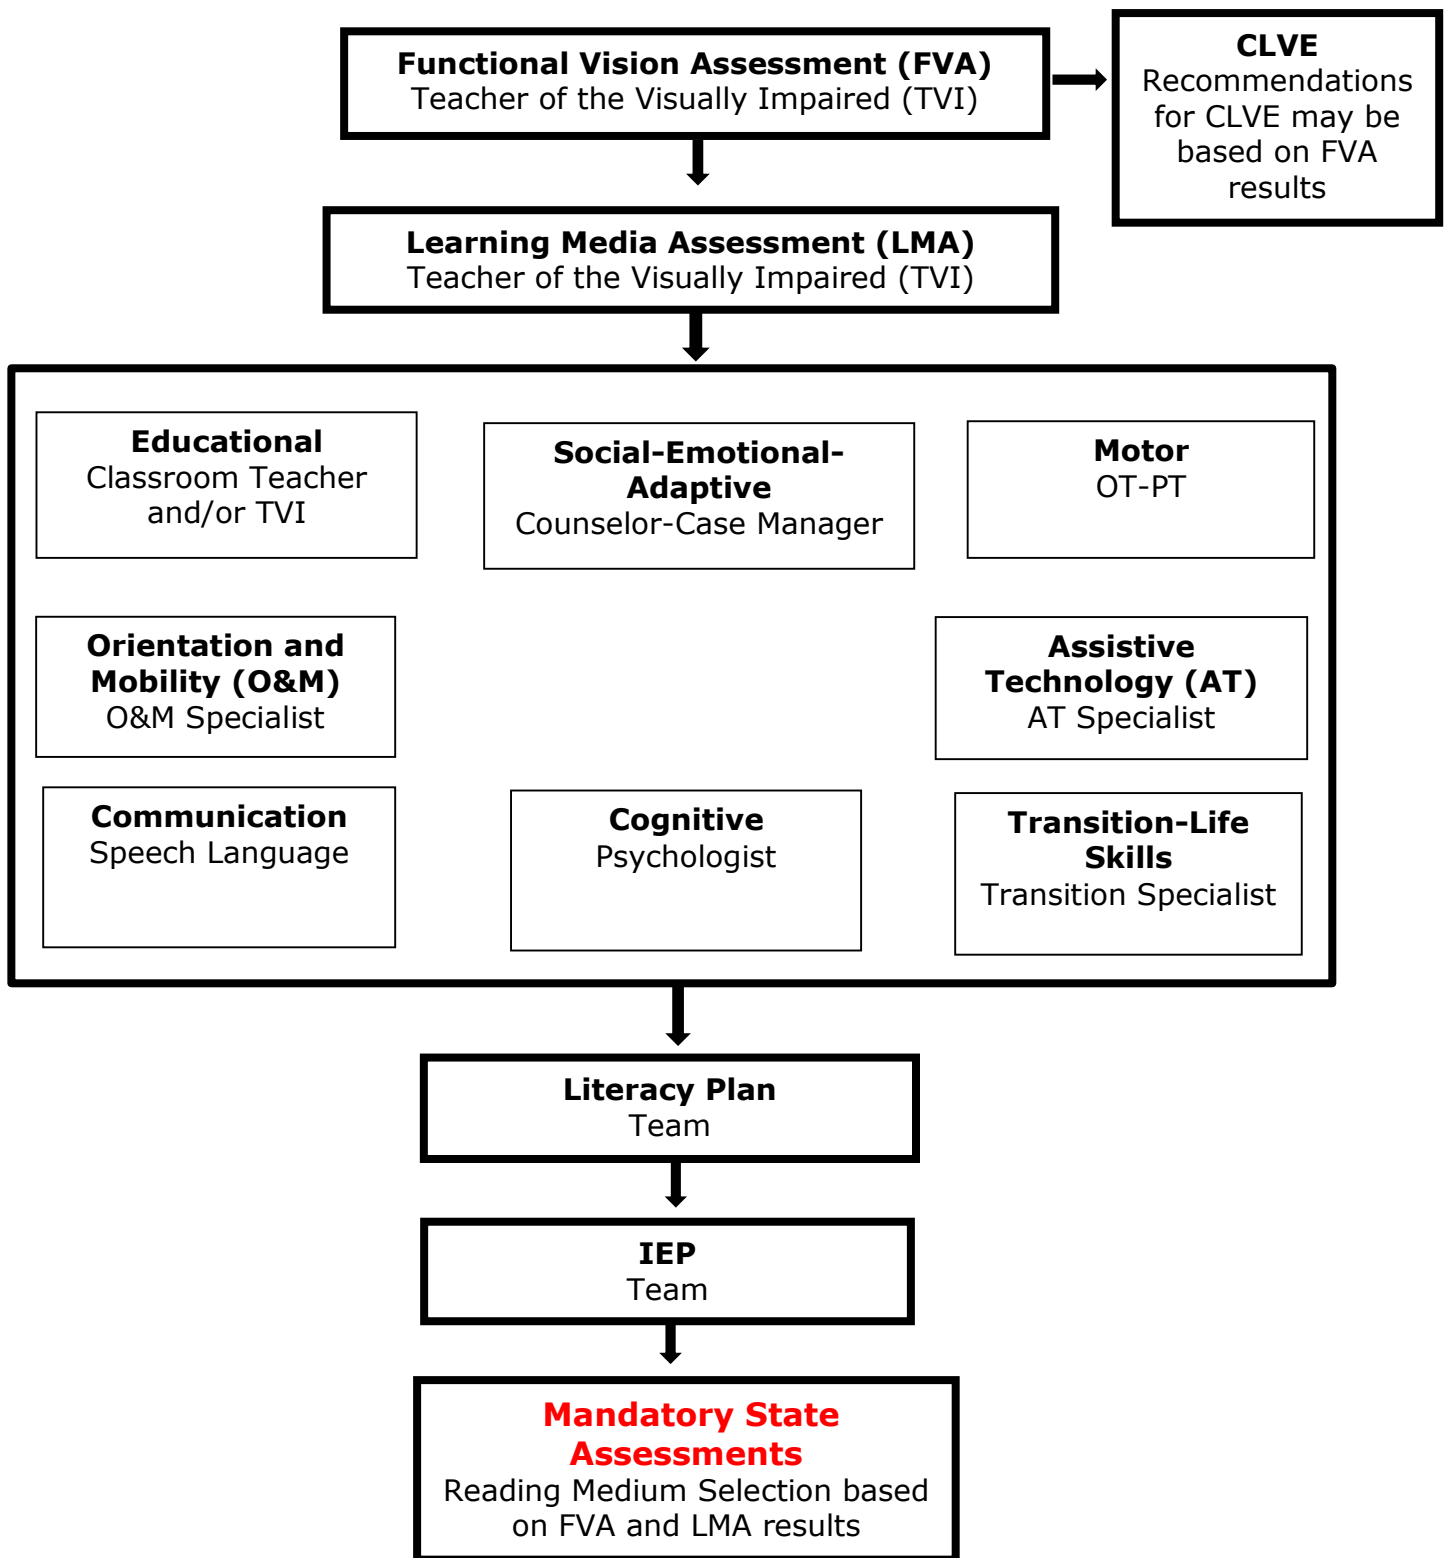 Functional Vision Assessment (FVA)
Teacher of the Visually Impaired (TVI)
CLVE
Recommendations
for CLVE may be
based on FVA
results
Learning Media Assessment (LMA)
Teacher of the Visually Impaired (TVI)
Educational
Classroom Teacher
and/or TVI
Social-Emotional-
Adaptive
Counselor-Case Manager
Motor
OT-PT
Orientation and
Mobility (O&M)
O&M Specialist
Assistive
Technology (AT)
AT Specialist
Communication
Speech Language
Cognitive
Psychologist
Transition-Life
Skills
Transition Specialist
Literacy Plan
Team
IEP
Team
Mandatory State
Assessments
Reading Medium Selection based
on FVA and LMA results